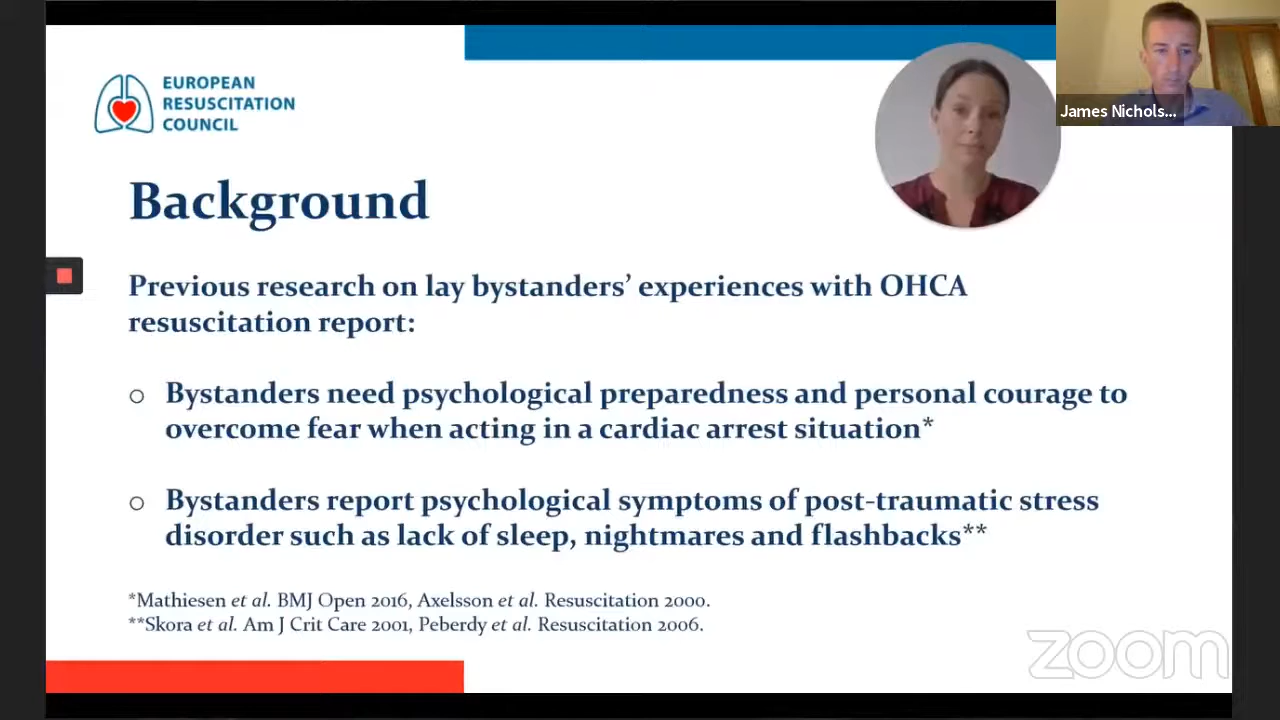 James Nichols...
EUROPEAN
RESUSCITATION
COUNCIL
Background
Previous research on lay bystanders’ experiences with OHCA
resuscitation report:
Bystanders need psychological preparedness and personal courage to
overcome fear when acting in a cardiac arrest situation*
Bystanders report psychological symptoms of post-traumatic stress
disorder such as lack of sleep, nightmares and flashbacks**
*Mathiesen et al. BMJ Open 2016, Axelsson et al. Resuscitation 2000.
**Skora et al. Am J Crit Care 2001, Peberdy et al. Resuscitation 2006.
zoom